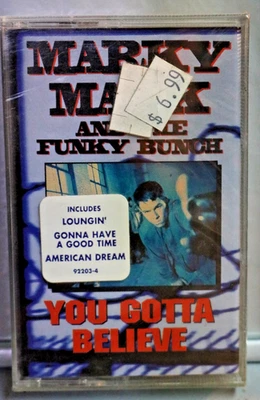 MARKY
MARK
AND THE
FUNKY BUNCH
$ 6.99
INCLUDES
LOUNGIN'
GONNA HAVE
A GOOD TIME
AMERICAN DREAM
92203-4
YOU GOTTA
BELIEVE